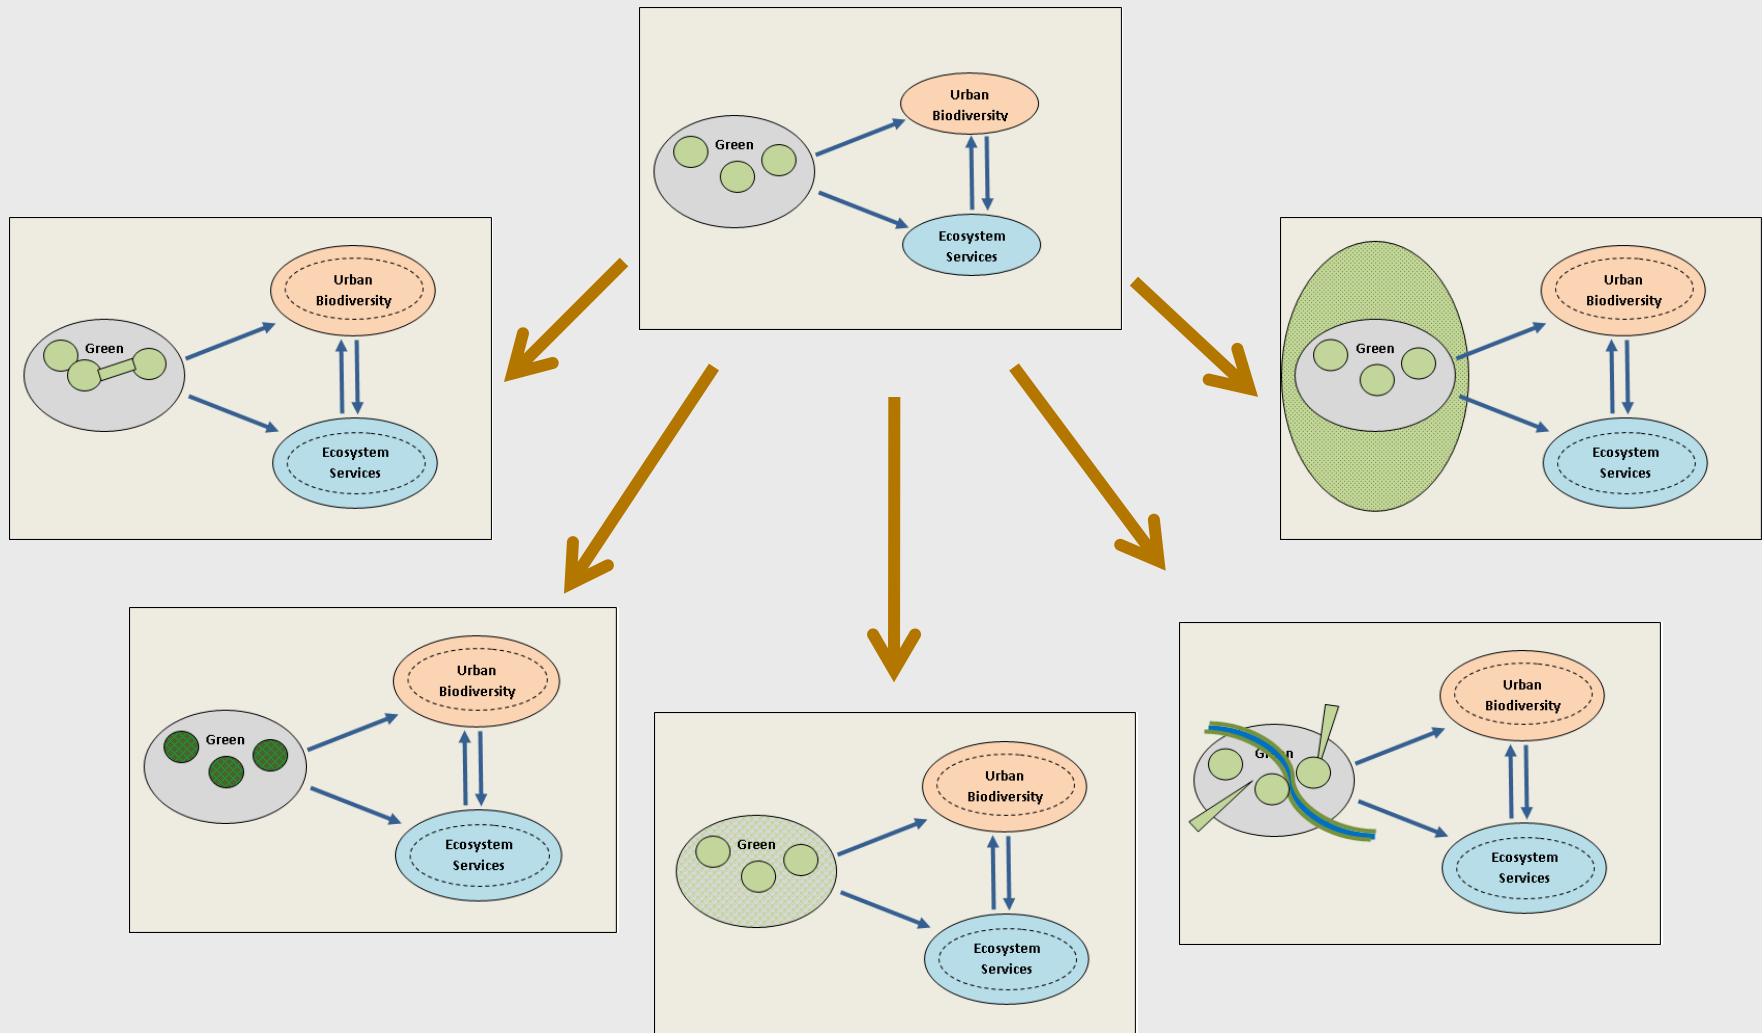 Urban
Biodiversity
Green
Ecosystem
Services
Urban
Biodiversity
Green
Ecosystem
Services
Urban
Biodiversity
Green
Ecosystem
Services
Urban
Biodiversity
Green
Ecosystem
Services
Urban
Biodiversity
Green
Ecosystem
Services
Urban
Biodiversity
Green
Ecosystem
Services